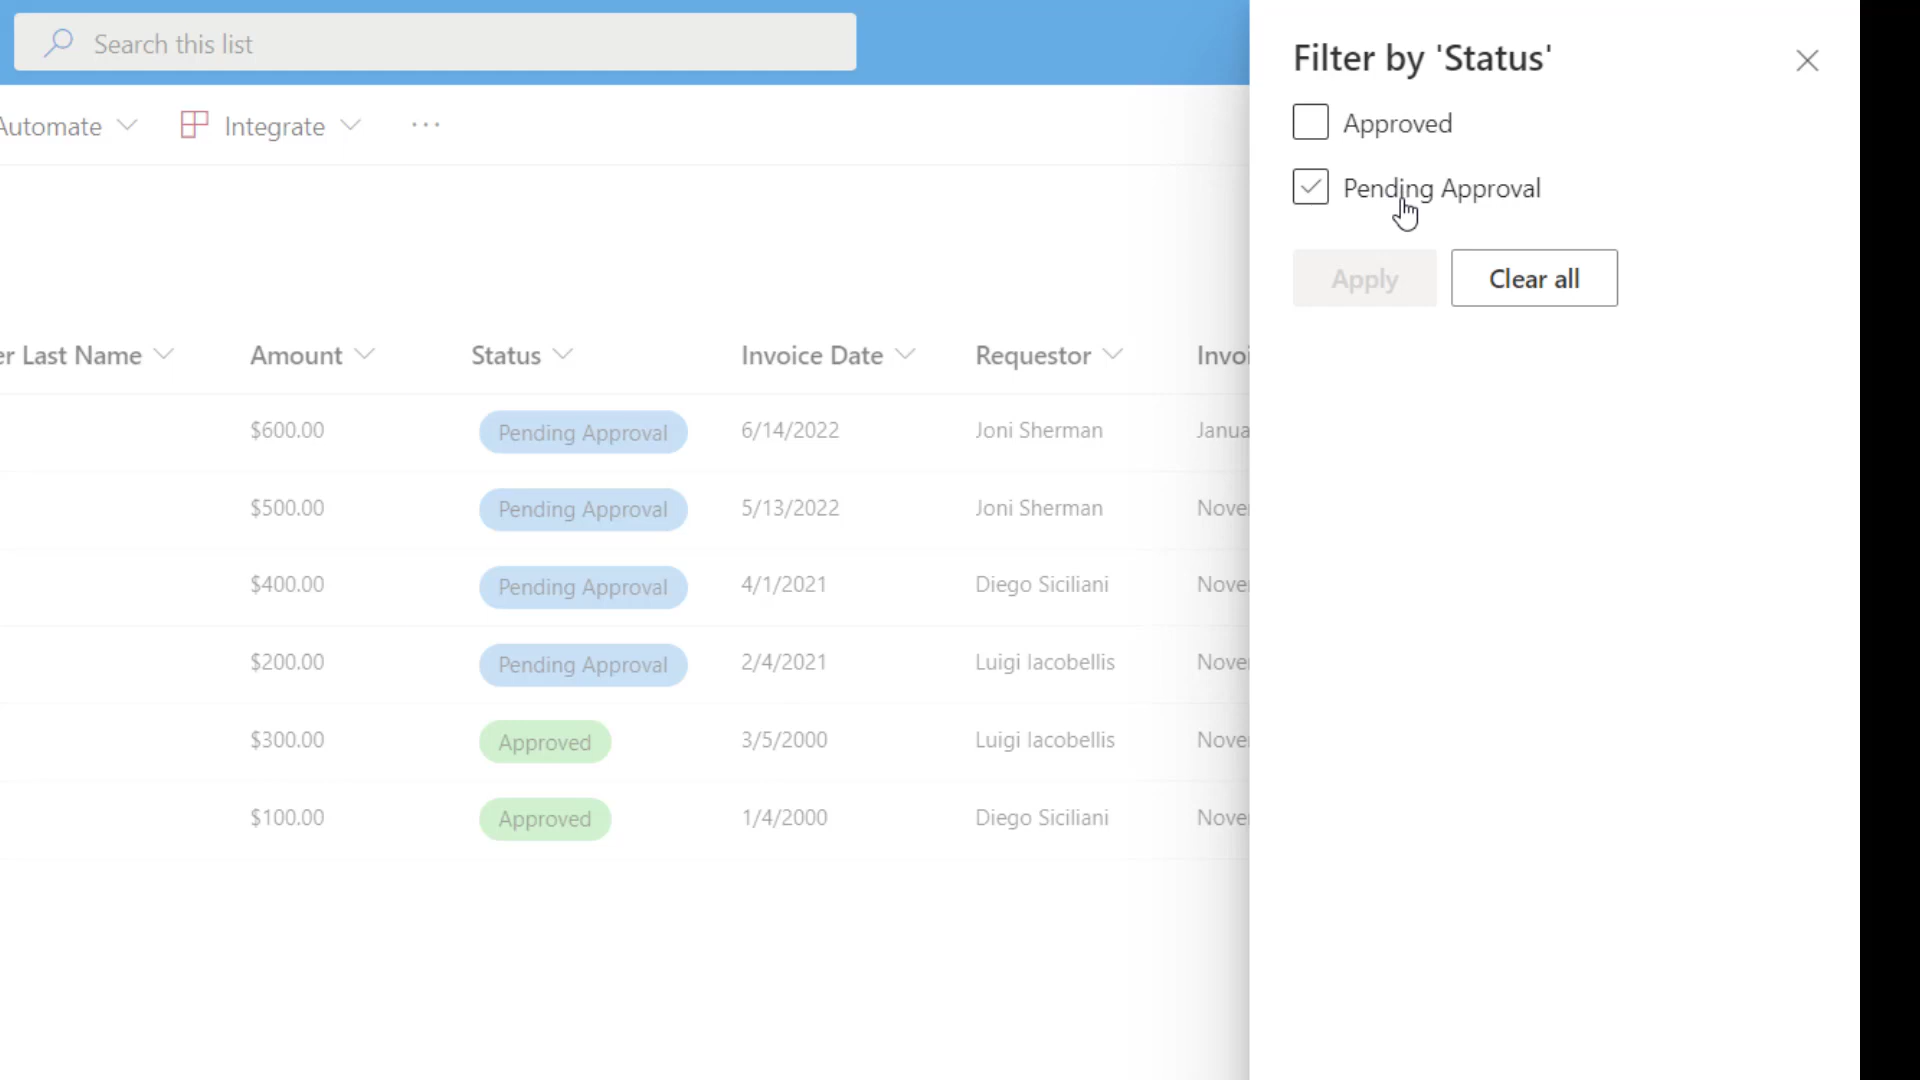 Search this list
Automate
Integrate
Filter by 'Status'
Approved
Pending Approval
Apply
Clear all
er Last Name
Amount
Status
Invoice Date
Requestor
Invoi
$600.00
Pending Approval
6/14/2022
Joni Sherman
Janua
$500.00
Pending Approval
5/13/2022
Joni Sherman
Nove
$400.00
Pending Approval
4/1/2021
Diego Siciliani
Nove
$200.00
Pending Approval
2/4/2021
Luigi Iacobellis
Nove
$300.00
Approved
3/5/2000
Luigi Iacobellis
Nove
$100.00
Approved
1/4/2000
Diego Siciliani
Nove